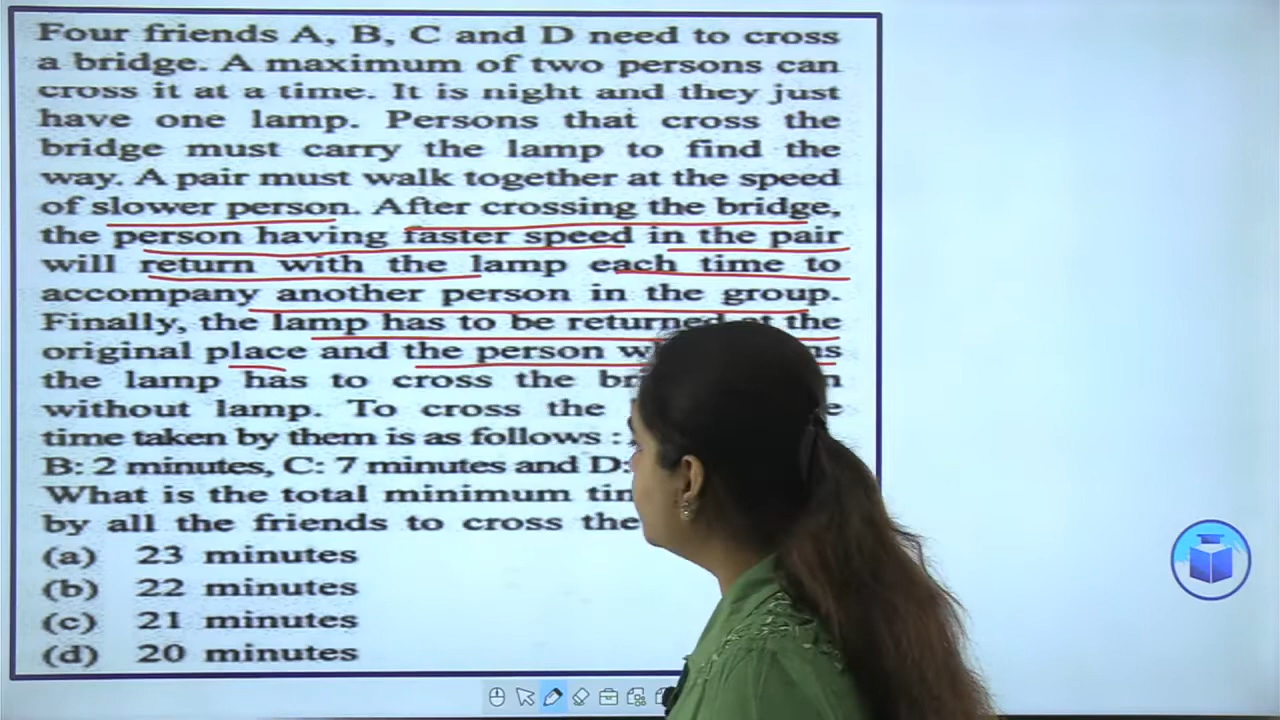 Four friends A, B, C and D need to cross
a bridge. A maximum of two persons can
cross it at a time. It is night and they just
have one lamp. Persons that cross the
bridge must carry the lamp to find the
way. A pair must walk together at the speed
of slower person. After crossing the bridge,
the person having faster speed in the pair
will return with the lamp each time to
accompany another person in the group.
Finally, the lamp has to be returned at the
original place and the person
the lamp has to cross the
without lamp. To cross the
time taken by them is as follows :
B: 2 minutes, C: 7 minutes and D:
What is the total minimum
by all the friends to cross the
(a) 23 minutes
(b) 22 minutes
(c) 21 minutes
(d) 20 minutes